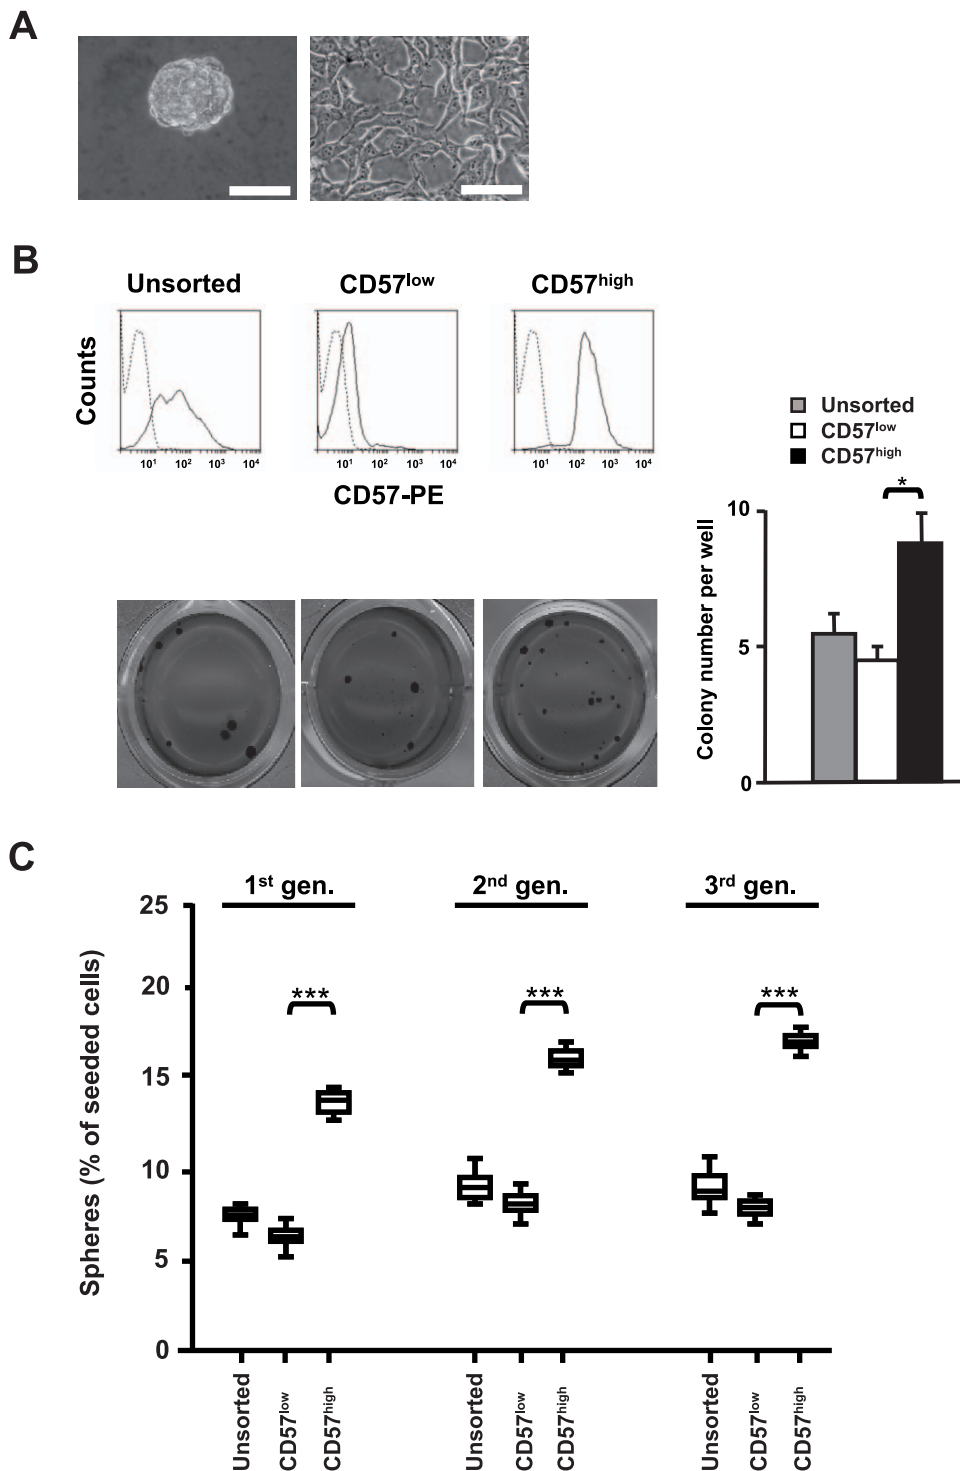 A
B
Unsorted CD57low CD57high
Counts
10¹ 10² 10³ 10⁴ 10¹ 10² 10³ 10⁴ 10¹ 10² 10³ 10⁴
CD57-PE
Unsorted
CD57low
CD57high
*
Colony number per well
10
5
0
C
1st gen. 2nd gen. 3rd gen.
Spheres (% of seeded cells)
25
20
15
10
5
0
*** *** ***
Unsorted CD57low CD57high Unsorted CD57low CD57high Unsorted CD57low CD57high